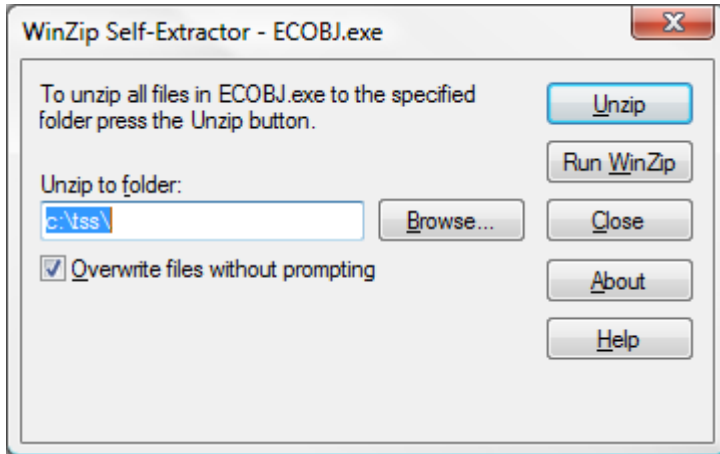 WinZip Self-Extractor - ECOBJ.exe
To unzip all files in ECOBJ.exe to the specified
folder press the Unzip button.
Unzip to folder:
c:\tss\
Browse...
Overwrite files without prompting
Unzip
Run WinZip
Close
About
Help